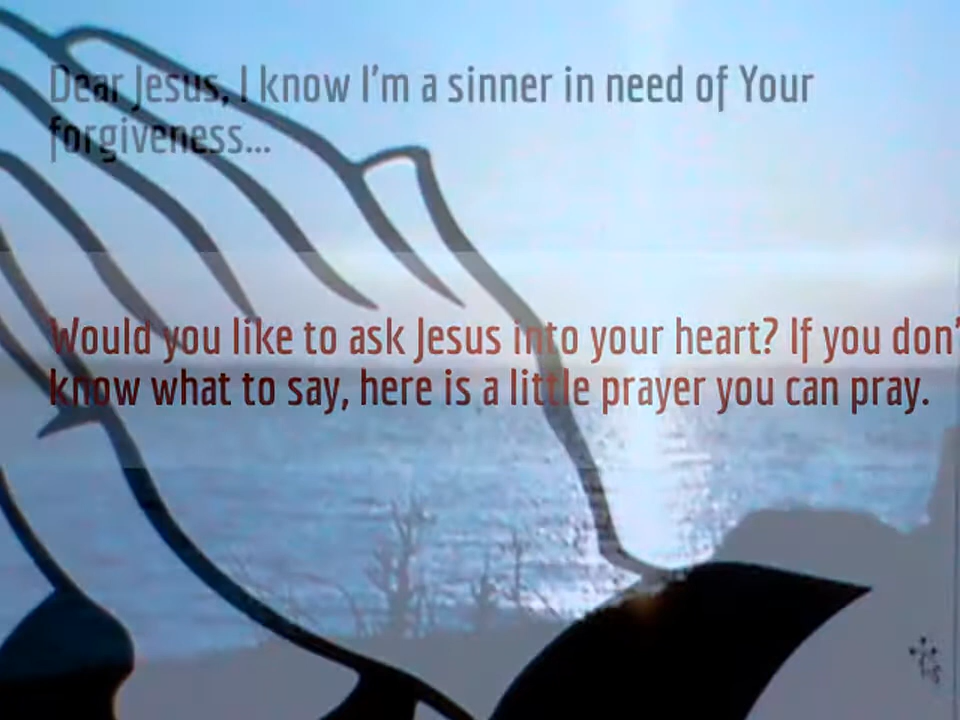 Dear Jesus, I know I'm a sinner in need of Your
forgiveness...
Would you like to ask Jesus into your heart? If you don'
know what to say, here is a little prayer you can pray.